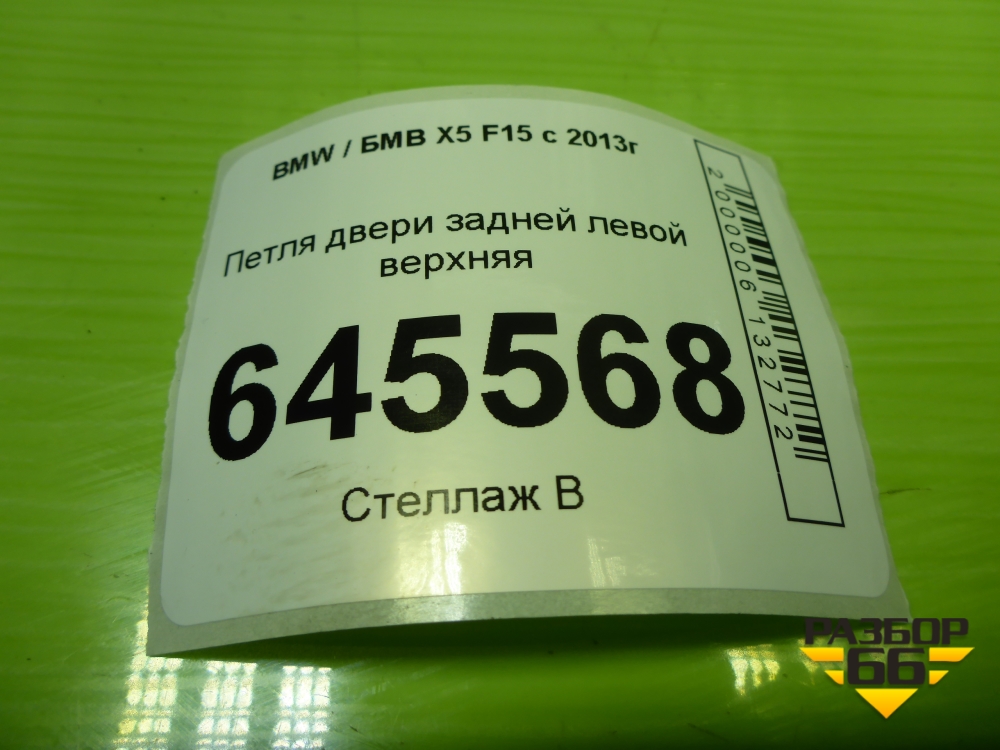 BMW / БМВ X5 F15 с 2013г
Петля двери задней левой
верхняя
645568
Стеллаж В
2000006132772
РАЗБОР
66